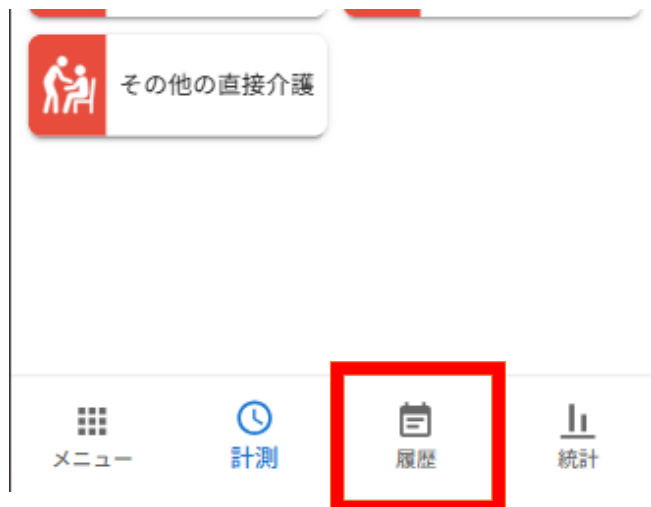 その他の直接介護
メニュー
計測
履歴
統計